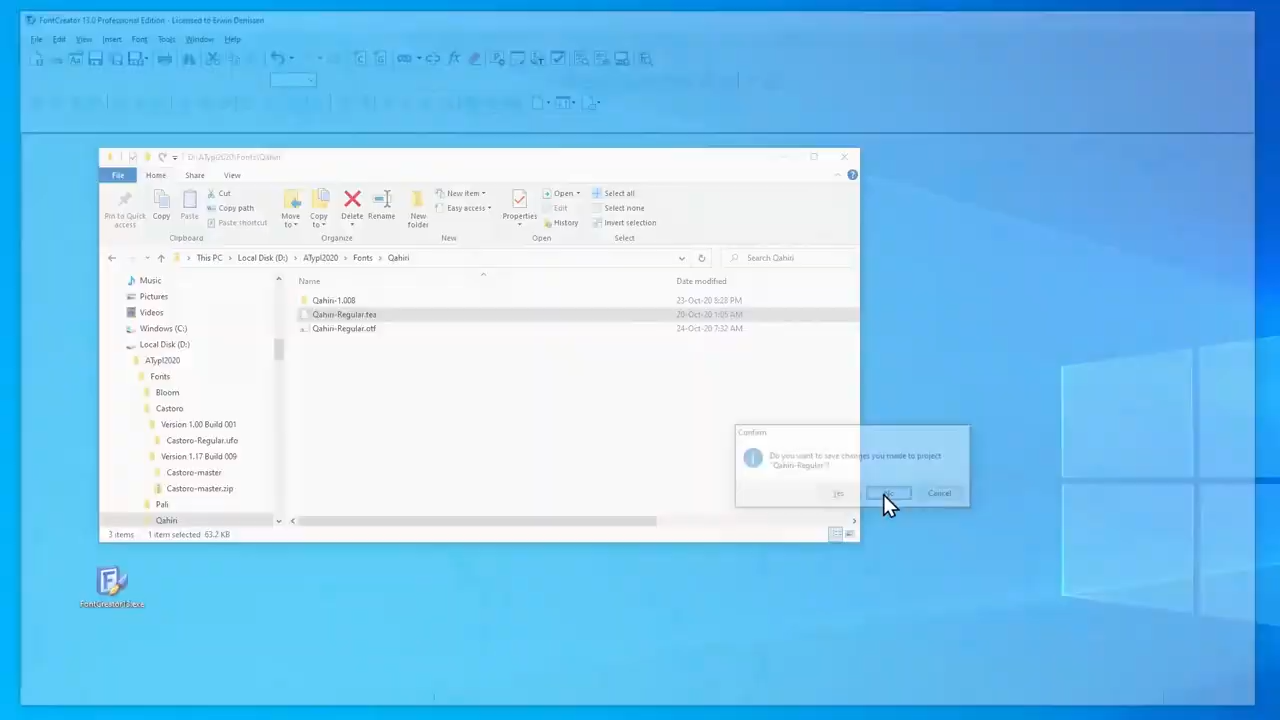 FontCreator 13.0 Professional Edition - Licensed to Erwin Denissen
File Edit View Insert Font Tools Window Help
D:\ATypI2020\Fonts\Qahiri
File Home Share View
Pin to Quick access
Copy
Paste
Cut
Copy path
Paste shortcut
Move to
Copy to
Delete
Rename
New folder
New item
Easy access
Properties
Open
Edit
History
Select all
Select none
Invert selection
Clipboard Organize New Open Select
This PC Local Disk (D:) ATypI2020 Fonts Qahiri
Search Qahiri
Name Date modified
Music
Pictures
Videos
Windows (C:)
Local Disk (D:)
ATypI2020
Fonts
Bloom
Castoro
Version 1.00 Build 001
Castoro-Regular.ufo
Version 1.17 Build 009
Castoro-master
Castoro-master.zip
Pali
Qahiri
Qahiri-1.008 23-Oct-20 8:28 PM
Qahiri-Regular.tea 20-Oct-20 1:05 AM
Qahiri-Regular.otf 24-Oct-20 7:32 AM
3 items 1 item selected 63.2 KB
Confirm
Do you want to save changes you made to project
"Qahiri-Regular"?
Yes No Cancel
FontCreator13.exe